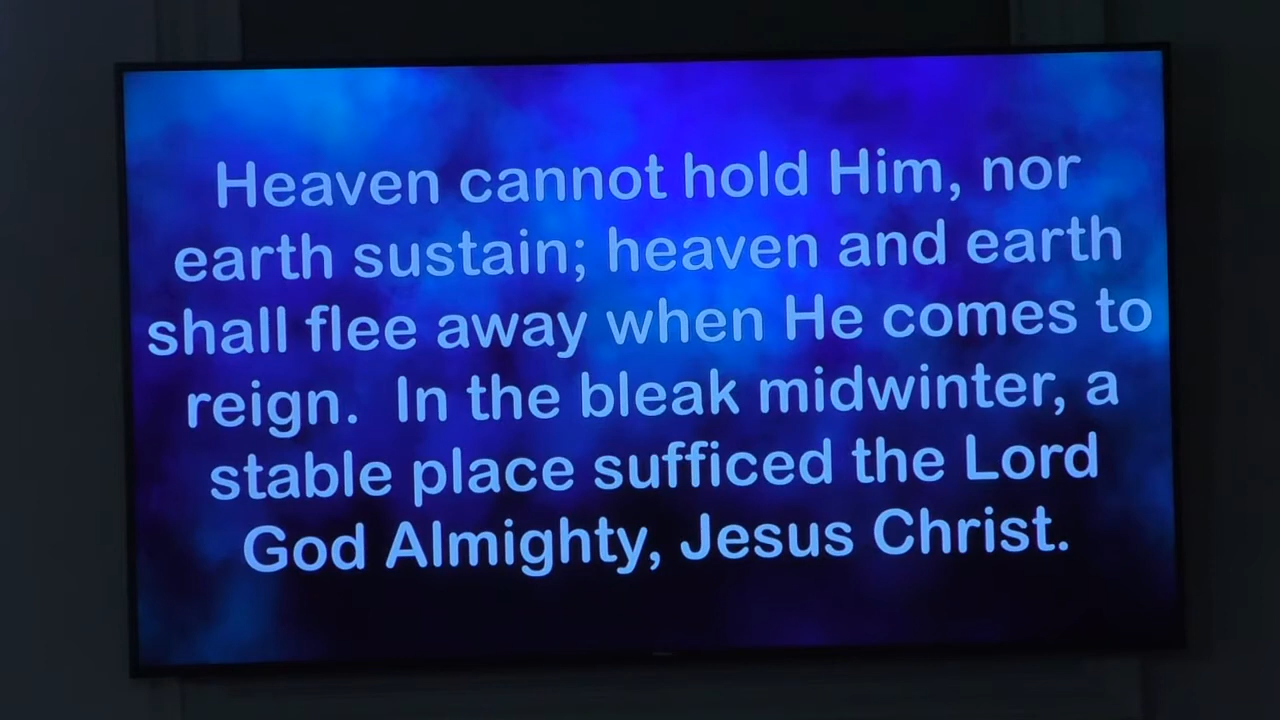 Heaven cannot hold Him, nor
earth sustain; heaven and earth
shall flee away when He comes to
reign.  In the bleak midwinter, a
stable place sufficed the Lord
God Almighty, Jesus Christ.